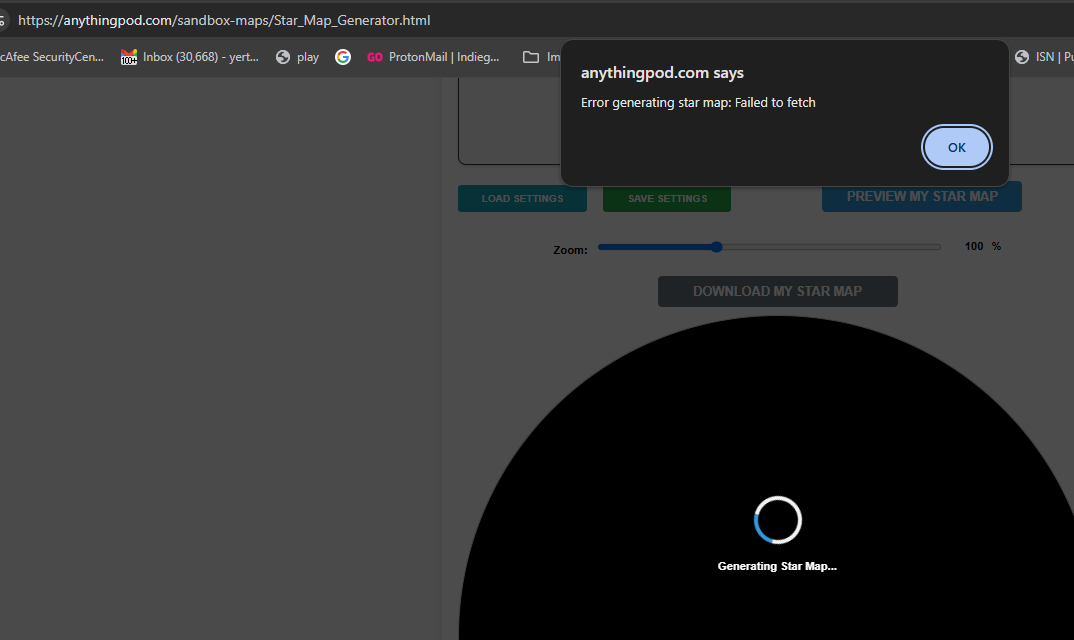 https://anythingpod.com/sandbox-maps/Star_Map_Generator.html
cAfee SecurityCen...
100+
Inbox (30,668) - yert...
play
G
GO
ProtonMail | Indieg...
Im
ISN | Pu
anythingpod.com says
Error generating star map: Failed to fetch
OK
LOAD SETTINGS
SAVE SETTINGS
PREVIEW MY STAR MAP
Zoom:
100 %
DOWNLOAD MY STAR MAP
Generating Star Map...